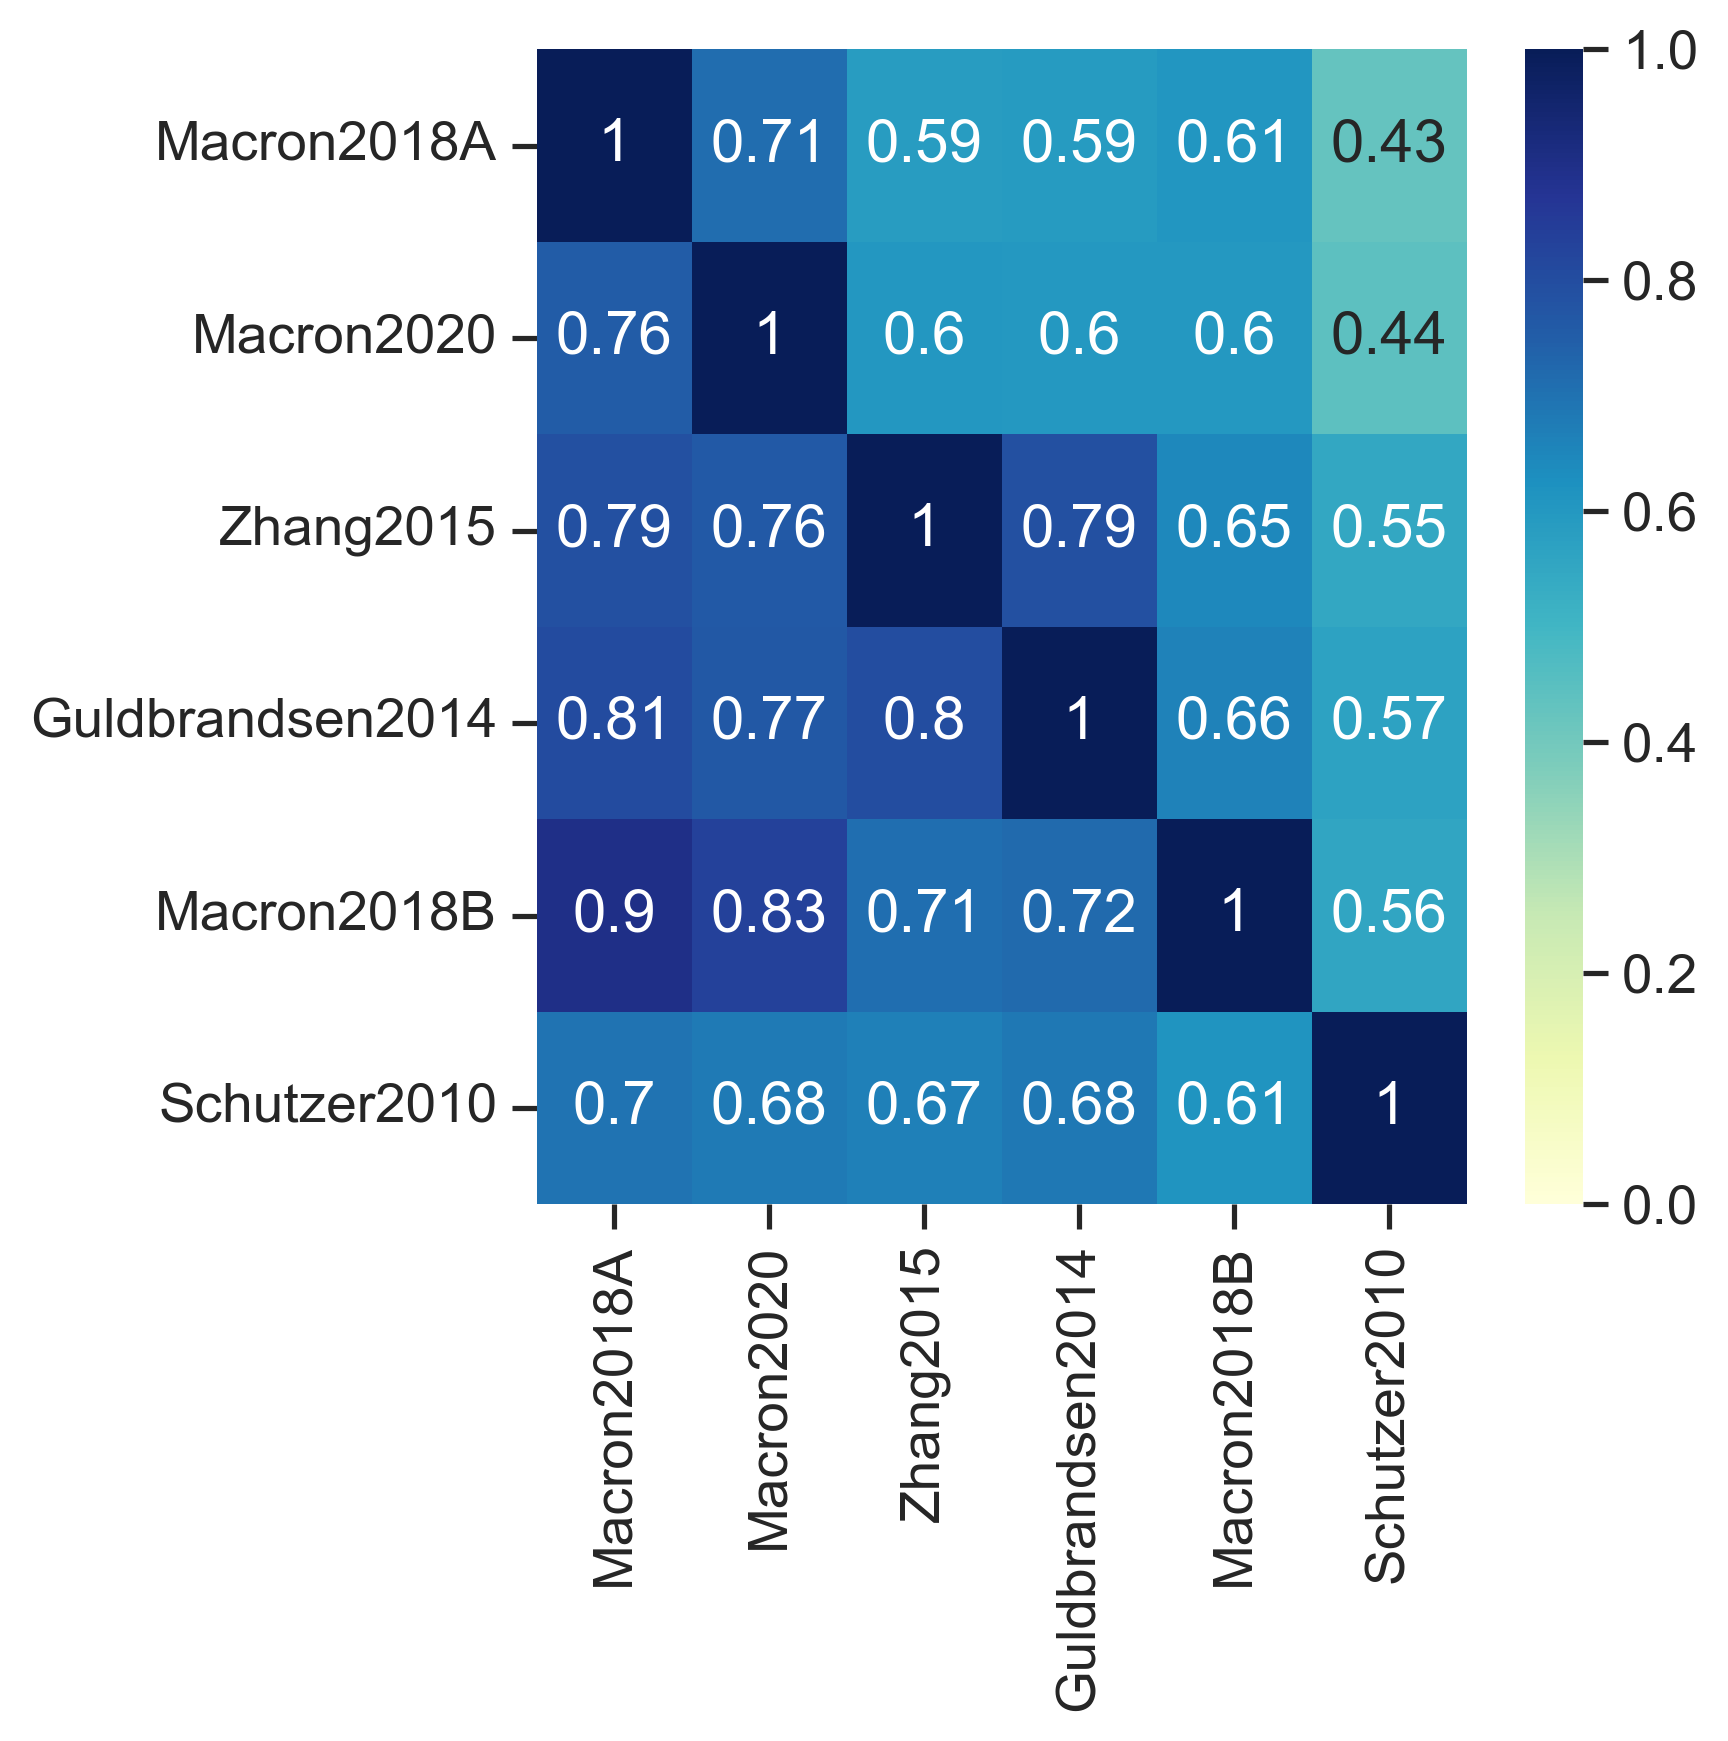 Macron2018A 1 0.71 0.59 0.59 0.61 0.43
Macron2020 0.76 1 0.6 0.6 0.6 0.44
Zhang2015 0.79 0.76 1 0.79 0.65 0.55
Guldbrandsen2014 0.81 0.77 0.8 1 0.66 0.57
Macron2018B 0.9 0.83 0.71 0.72 1 0.56
Schutzer2010 0.7 0.68 0.67 0.68 0.61 1
Macron2018A
Macron2020
Zhang2015
Guldbrandsen2014
Macron2018B
Schutzer2010
1.0
0.8
0.6
0.4
0.2
0.0